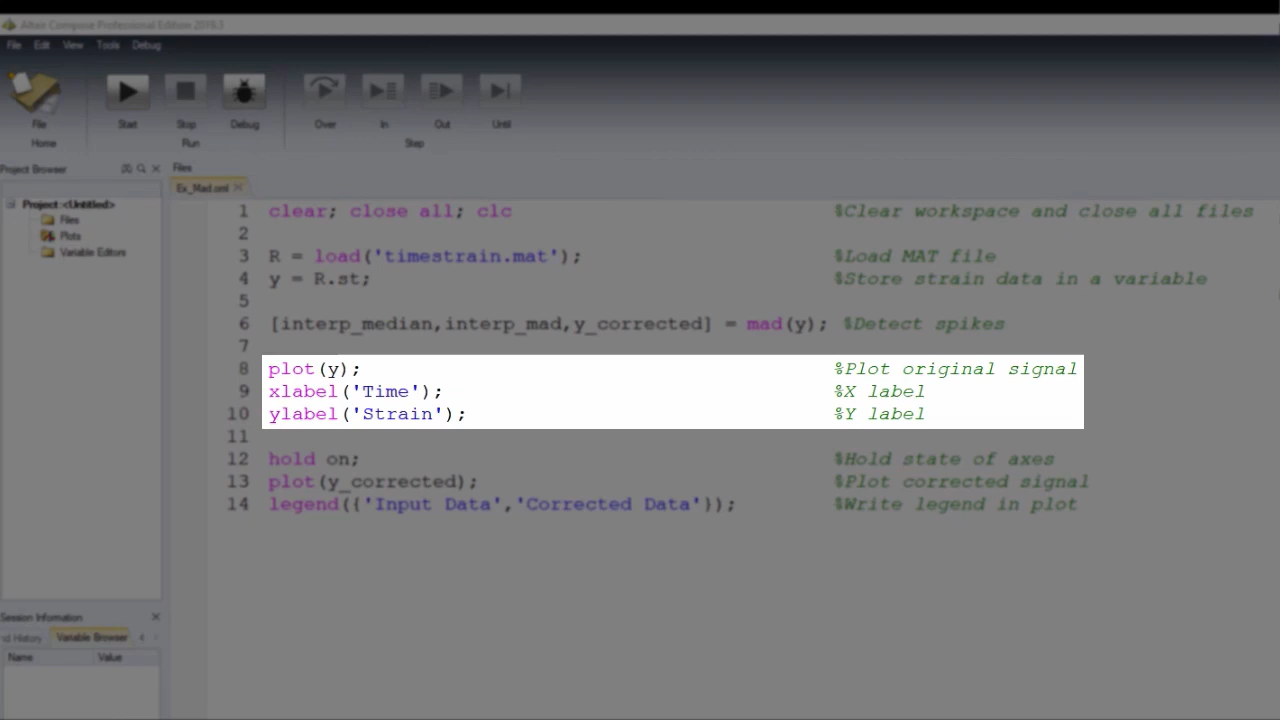 Altair Compose Professional Edition 2016.1
File Edit View Tools Debug
File Start Stop Debug Over In Out Until
Home Run Step
Project Browser
Files
Ex_Mad.oml
Project :<Untitled>
Files
Plots
Variable Editors
1 clear; close all; clc %Clear workspace and close all files
2
3 R = load('timestrain.mat'); %Load MAT file
4 y = R.st; %Store strain data in a variable
5
6 [interp_median,interp_mad,y_corrected] = mad(y); %Detect spikes
7
8 plot(y); %Plot original signal
9 xlabel('Time'); %X label
10 ylabel('Strain'); %Y label
11
12 hold on; %Hold state of axes
13 plot(y_corrected); %Plot corrected signal
14 legend({'Input Data','Corrected Data'}); %Write legend in plot
Session Information
nd History Variable Browser
Name Value